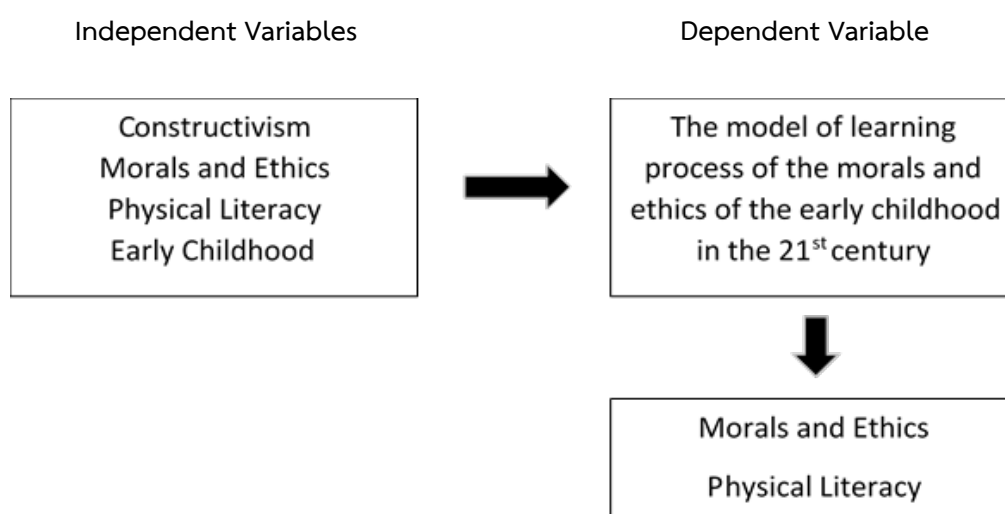 Independent Variables
Dependent Variable
Constructivism
Morals and Ethics
Physical Literacy
Early Childhood
The model of learning
process of the morals and
ethics of the early childhood
in the 21st century
Morals and Ethics
Physical Literacy